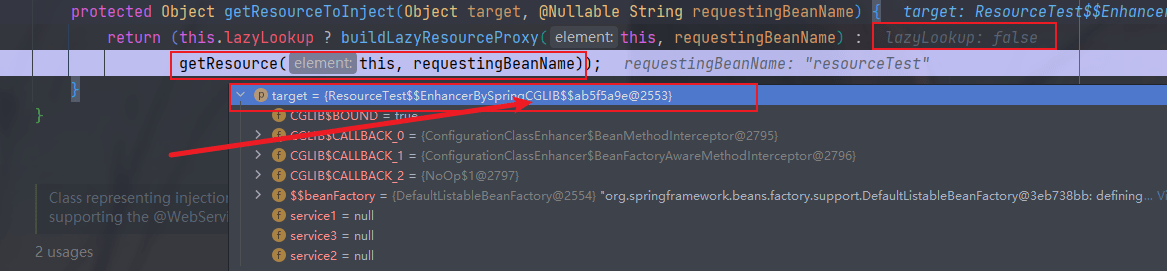 protected Object getResourceToInject(Object target, @Nullable String requestingBeanName) { target: ResourceTest$$Enhancer
return (this.lazyLookup ? buildLazyResourceProxy( element: this, requestingBeanName) : lazyLookup: false
getResource( element: this, requestingBeanName)); requestingBeanName: "resourceTest"
}
}
target = {ResourceTest$$EnhancerBySpringCGLIB$$ab5f5a9e@2553}
CGLIB$BOUND = true
CGLIB$CALLBACK_0 = {ConfigurationClassEnhancer$BeanMethodInterceptor@2795}
CGLIB$CALLBACK_1 = {ConfigurationClassEnhancer$BeanFactoryAwareMethodInterceptor@2796}
CGLIB$CALLBACK_2 = {NoOp$1@2797}
Class representing injection
$$beanFactory = {DefaultListableBeanFactory@2554} "org.springframework.beans.factory.support.DefaultListableBeanFactory@3eb738bb: defining...
supporting the @WebServi
service1 = null
service3 = null
2 usages
service2 = null